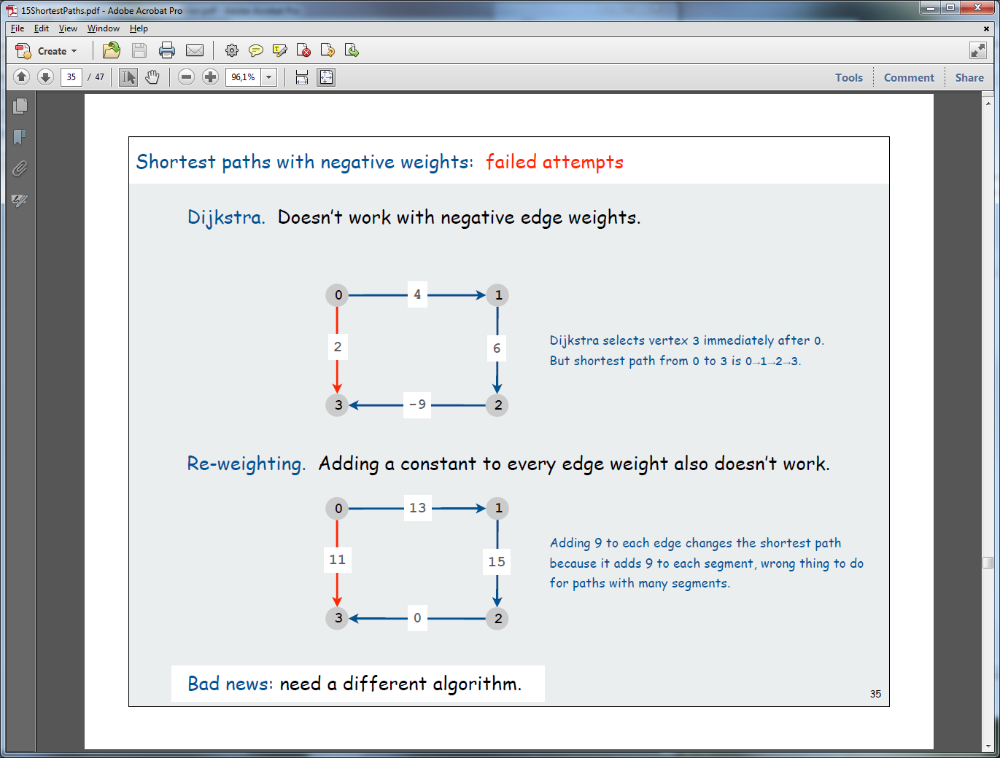 15ShortestPaths.pdf - Adobe Acrobat Pro
File Edit View Window Help
Create
35 / 47
96,1%
Tools Comment Share
Shortest paths with negative weights: failed attempts
Dijkstra. Doesn't work with negative edge weights.
0 4 1
2 6
Dijkstra selects vertex 3 immediately after 0.
But shortest path from 0 to 3 is 0→1→2→3.
3 -9 2
Re-weighting. Adding a constant to every edge weight also doesn't work.
0 13 1
11 15
Adding 9 to each edge changes the shortest path
because it adds 9 to each segment, wrong thing to do
for paths with many segments.
3 0 2
Bad news: need a different algorithm.
35